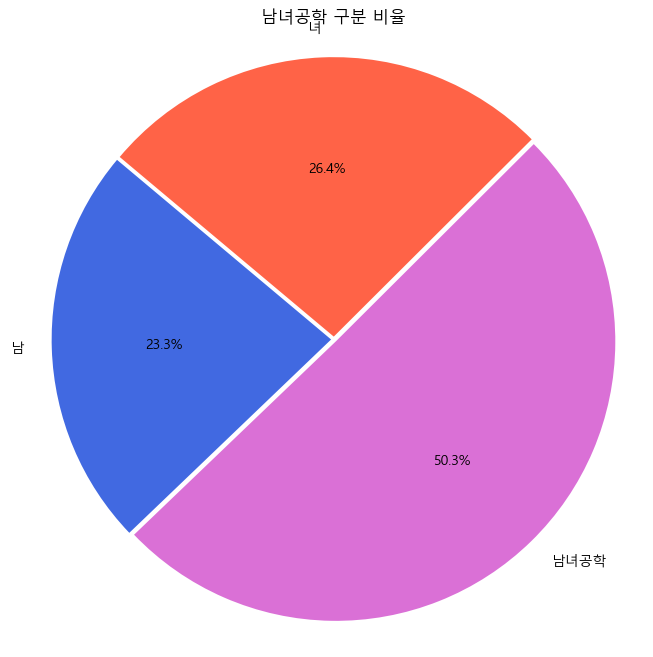 남녀공학 구분 비율
녀
26.4%
남
23.3%
50.3%
남녀공학